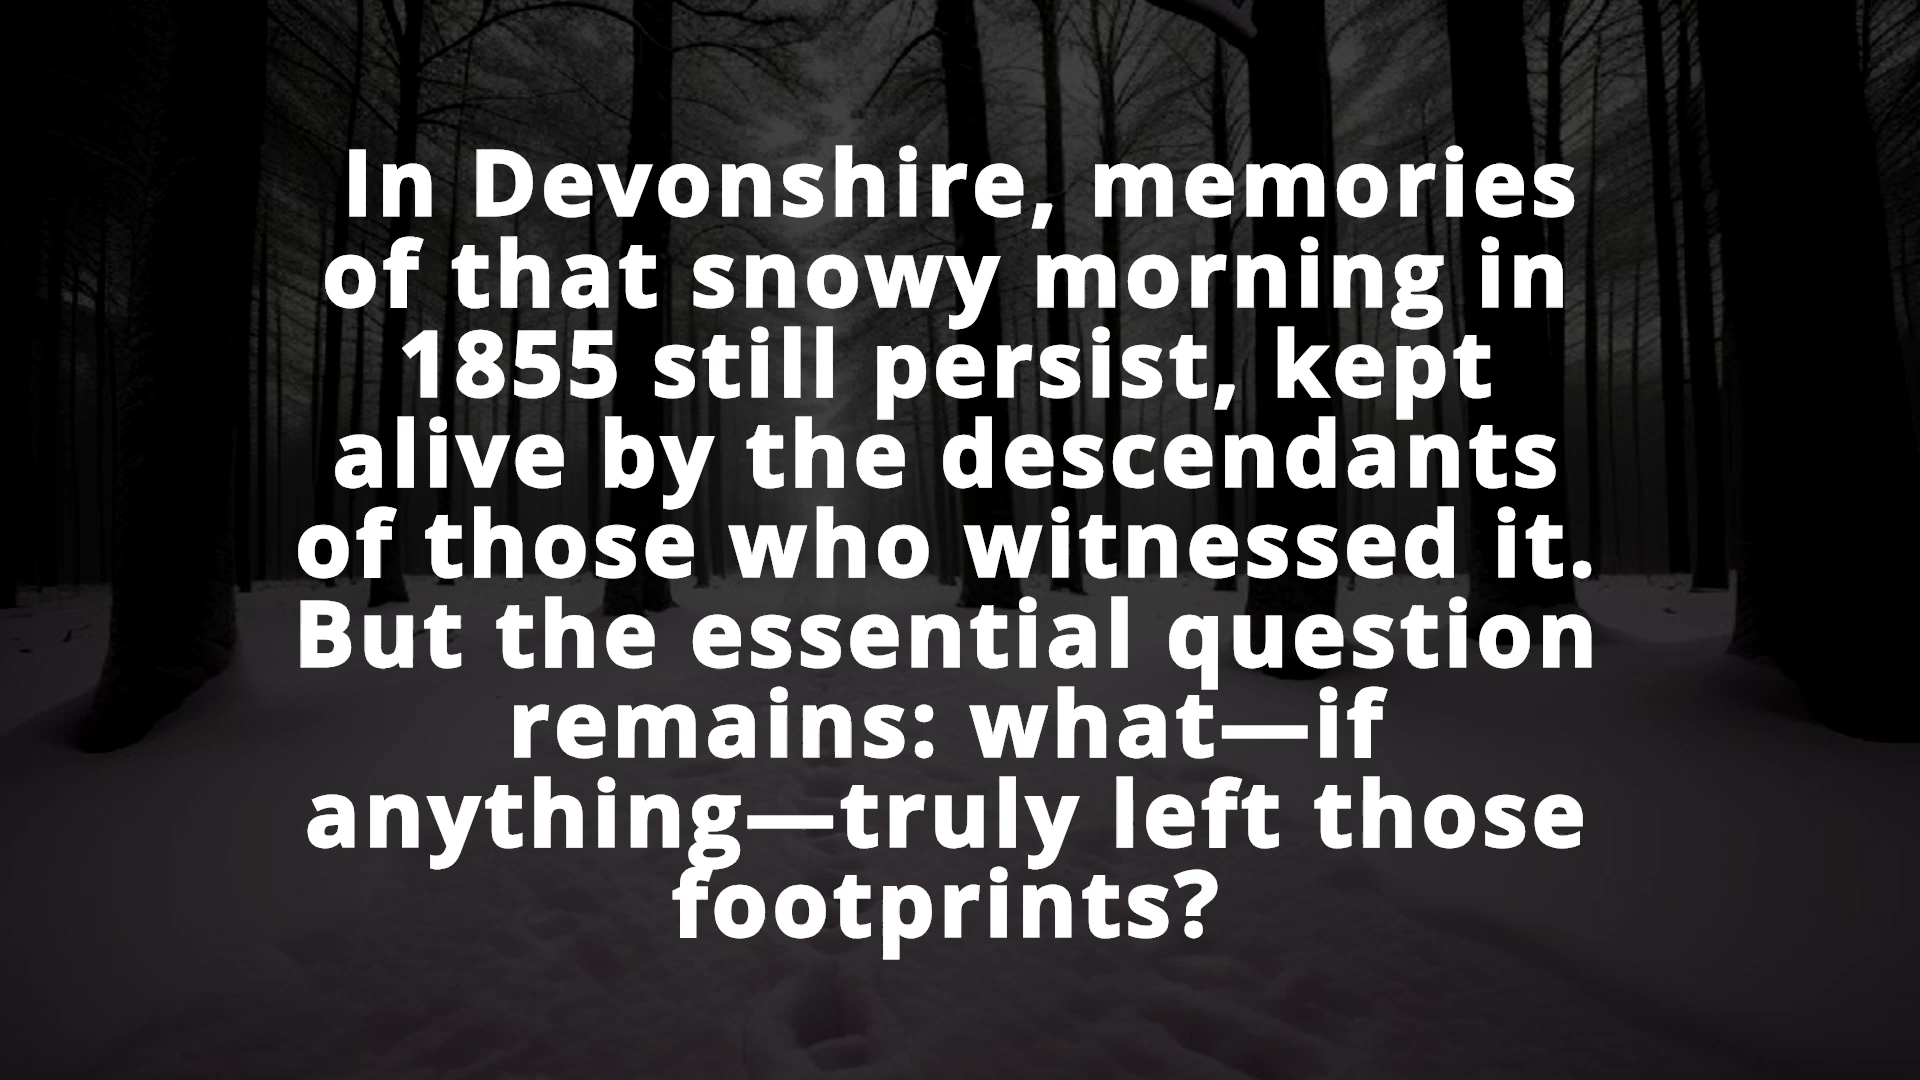 In Devonshire, memories
of that snowy morning in
1855 still persist, kept
alive by the descendants
of those who witnessed it.
But the essential question
remains: what—if
anything—truly left those
footprints?